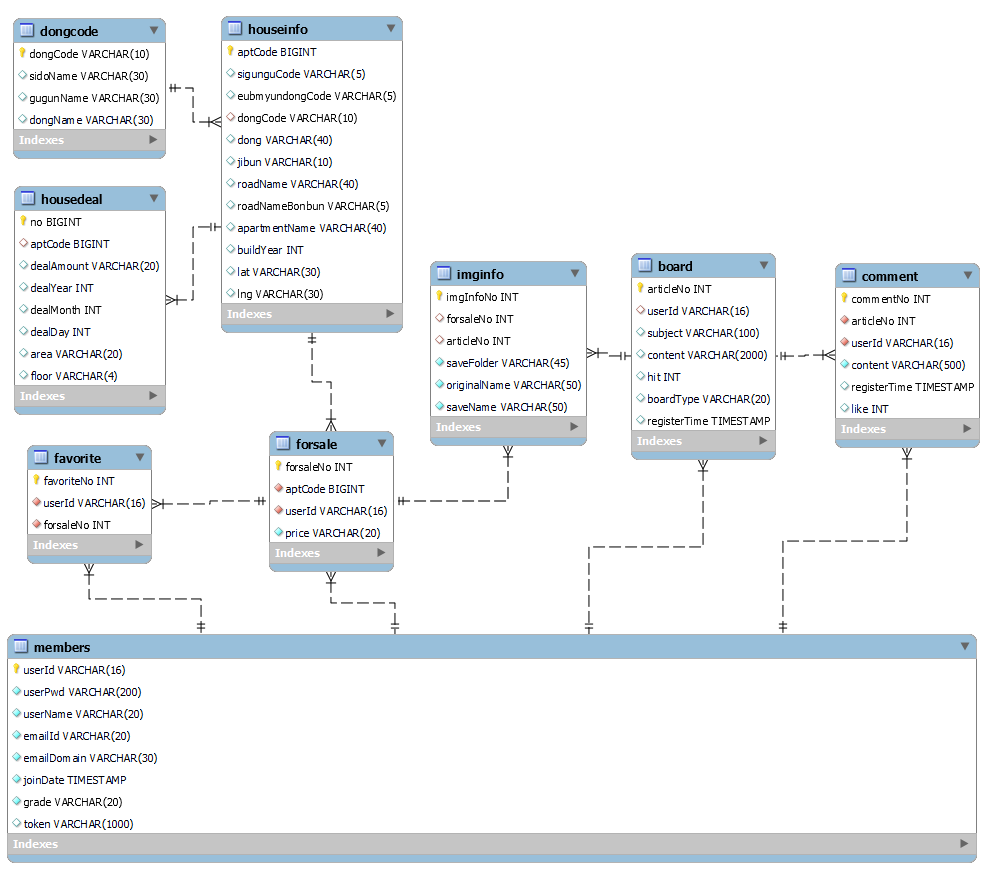 dongcode
dongCode VARCHAR(10)
sidoName VARCHAR(30)
gugunName VARCHAR(30)
dongName VARCHAR(30)
Indexes
houseinfo
aptCode BIGINT
sigunguCode VARCHAR(5)
eubmyundongCode VARCHAR(5)
dongCode VARCHAR(10)
dong VARCHAR(40)
jibun VARCHAR(10)
roadName VARCHAR(40)
roadNameBonbun VARCHAR(5)
apartmentName VARCHAR(40)
buildYear INT
lat VARCHAR(30)
lng VARCHAR(30)
Indexes
housedeal
no BIGINT
aptCode BIGINT
dealAmount VARCHAR(20)
dealYear INT
dealMonth INT
dealDay INT
area VARCHAR(20)
floor VARCHAR(4)
Indexes
imginfo
imgInfoNo INT
forsaleNo INT
articleNo INT
saveFolder VARCHAR(45)
originalName VARCHAR(50)
saveName VARCHAR(50)
Indexes
board
articleNo INT
userId VARCHAR(16)
subject VARCHAR(100)
content VARCHAR(2000)
hit INT
boardType VARCHAR(20)
registerTime TIMESTAMP
Indexes
comment
commentNo INT
articleNo INT
userId VARCHAR(16)
content VARCHAR(500)
registerTime TIMESTAMP
like INT
Indexes
favorite
favoriteNo INT
userId VARCHAR(16)
forsaleNo INT
Indexes
forsale
forsaleNo INT
aptCode BIGINT
userId VARCHAR(16)
price VARCHAR(20)
Indexes
members
userId VARCHAR(16)
userPwd VARCHAR(200)
userName VARCHAR(20)
emailId VARCHAR(20)
emailDomain VARCHAR(30)
joinDate TIMESTAMP
grade VARCHAR(20)
token VARCHAR(1000)
Indexes